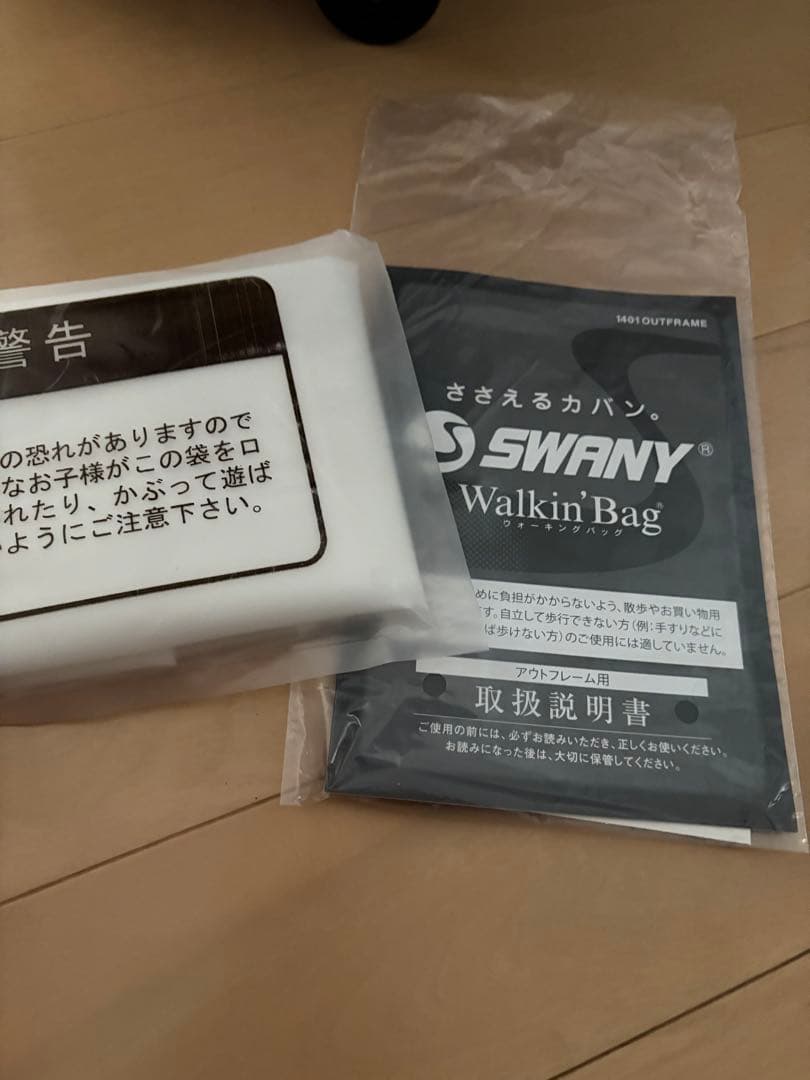 警告
の恐れがありますので
なお子様がこの袋を口
れたり、かぶって遊ば
ようにご注意下さい。
1401 OUTFRAME
ささえるカバン。
SWANY®
Walkin'Bag®
ウォーキングバッグ
めに負担がかからないよう、散歩やお買い物用
す。自立して歩行できない方(例:手すりなどに
ば歩けない方)のご使用には適していません。
アウトフレーム用
取扱説明書
ご使用の前には、必ずお読みいただき、正しくお使いください。
お読みになった後は、大切に保管してください。